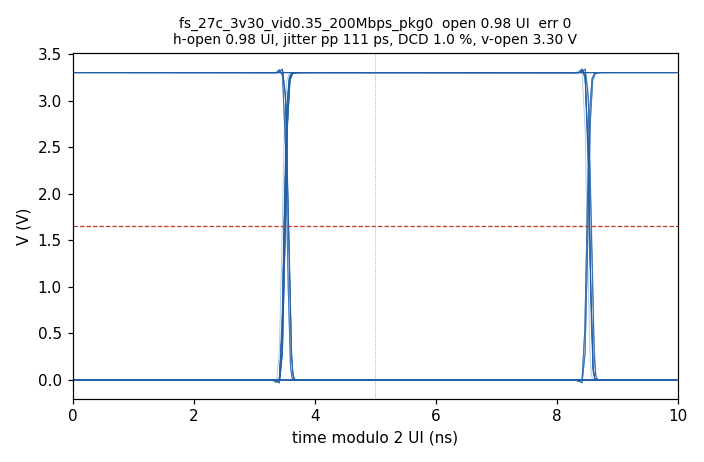 fs_27c_3v30_vid0.35_200Mbps_pkg0  open 0.98 UI  err 0
h-open 0.98 UI, jitter pp 111 ps, DCD 1.0 %, v-open 3.30 V
3.5
3.0
2.5
2.0
1.5
1.0
0.5
0.0
V (V)
0 2 4 6 8 10
time modulo 2 UI (ns)